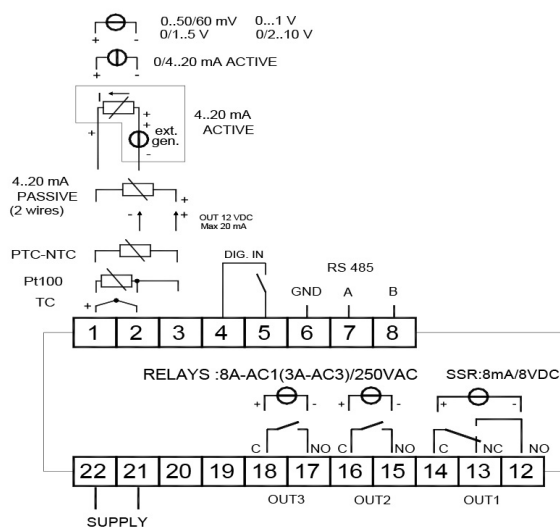 0..50/60 mV 0...1 V
0/1..5 V 0/2..10 V
+ -
0/4..20 mA ACTIVE
+ -
I
+
+
+
ext.
gen.
-
4..20 mA
ACTIVE
4..20 mA
PASSIVE
(2 wires)
+
- +
OUT 12 VDC
Max 20 mA
PTC-NTC
DIG. IN
RS 485
Pt100
GND A B
TC
+
1 2 3 4 5 6 7 8
RELAYS :8A-AC1(3A-AC3)/250VAC SSR:8mA/8VDC
+ - + - + -
C NO C NO C NC NO
22 21 20 19 18 17 16 15 14 13 12
OUT3 OUT2 OUT1
SUPPLY